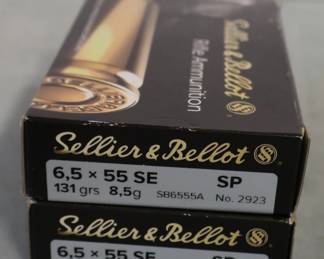 Sellier & Bellot
Rifle Ammunition
Sellier & Bellot
6,5 × 55 SE SP
131 grs 8,5g SB6555A No. 2923
Sellier & Bellot
6,5 × 55 SE SP